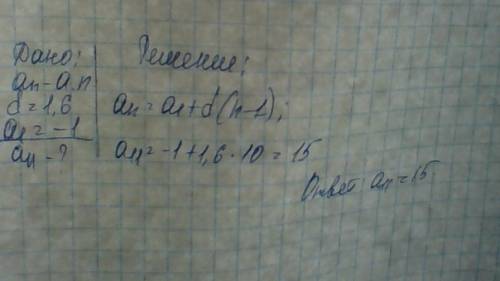 Дано:
an - а.п
d = 1,6
a1 = -1
a11 - ?
Решение:
an = a1 + d(n-1);
a11 = -1 + 1,6 · 10 = 15
Ответ: a11 = 15